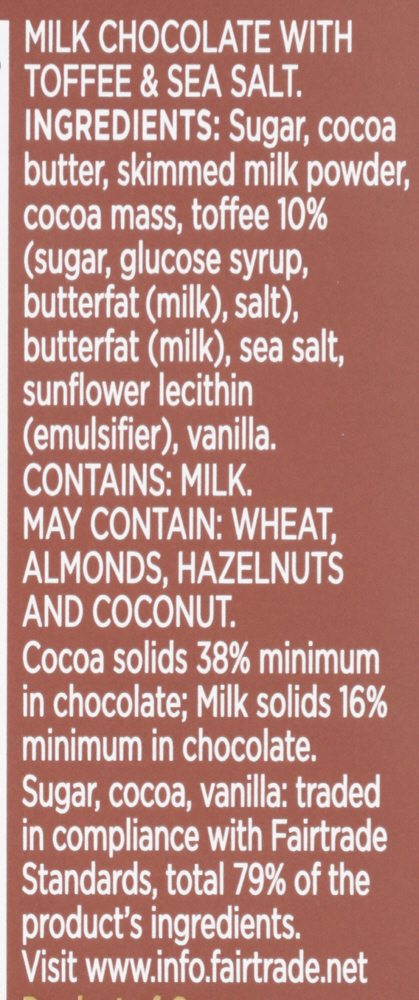 MILK CHOCOLATE WITH
TOFFEE & SEA SALT.
INGREDIENTS: Sugar, cocoa
butter, skimmed milk powder,
cocoa mass, toffee 10%
(sugar, glucose syrup,
butterfat (milk), salt),
butterfat (milk), sea salt,
sunflower lecithin
(emulsifier), vanilla.
CONTAINS: MILK.
MAY CONTAIN: WHEAT,
ALMONDS, HAZELNUTS
AND COCONUT.
Cocoa solids 38% minimum
in chocolate; Milk solids 16%
minimum in chocolate.
Sugar, cocoa, vanilla: traded
in compliance with Fairtrade
Standards, total 79% of the
product's ingredients.
Visit www.info.fairtrade.net